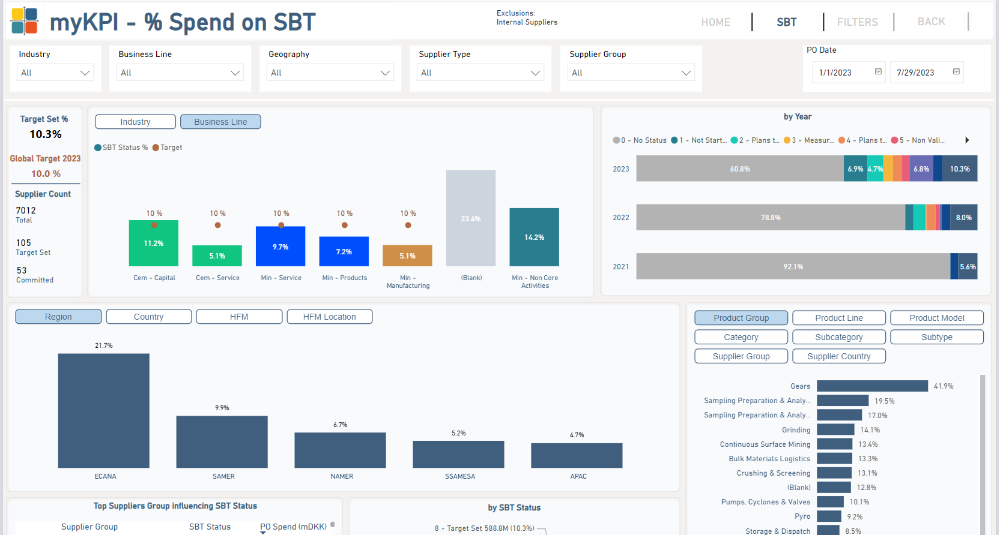 myKPI - % Spend on SBT
Exclusions:
Internal Suppliers
HOME
SBT
FILTERS
BACK
Industry
All
Business Line
All
Geography
All
Supplier Type
All
Supplier Group
All
PO Date
1/1/2023
7/29/2023
Target Set %
10.3%
Global Target 2023
10.0 %
Supplier Count
7012
Total
105
Target Set
53
Committed
Industry
Business Line
SBT Status %
Target
10 %
10 %
10 %
10 %
10 %
11.2%
5.1%
9.7%
7.2%
5.1%
23.4%
14.2%
Cem - Capital
Cem - Service
Min - Service
Min - Products
Min -
Manufacturing
(Blank)
Min - Non Core
Activities
by Year
0 - No Status
1 - Not Start...
2 - Plans t...
3 - Measur...
4 - Plans t...
5 - Non Vali...
2023
60.8%
6.9%
4.7%
6.8%
10.3%
2022
78.8%
8.0%
2021
92.1%
5.6%
Region
Country
HFM
HFM Location
21.7%
9.9%
6.7%
5.2%
4.7%
ECANA
SAMER
NAMER
SSAMESA
APAC
Product Group
Product Line
Product Model
Category
Subcategory
Subtype
Supplier Group
Supplier Country
Gears
41.9%
Sampling Preparation & Analy...
19.5%
Sampling Preparation & Analy...
17.0%
Grinding
14.1%
Continuous Surface Mining
13.4%
Bulk Materials Logistics
13.3%
Crushing & Screening
13.1%
(Blank)
12.8%
Pumps, Cyclones & Valves
10.1%
Pyro
9.2%
Storage & Dispatch
8.5%
Top Suppliers Group influencing SBT Status
Supplier Group
SBT Status
PO Spend (mDKK)
by SBT Status
8 - Target Set 588.8M (10.3%)